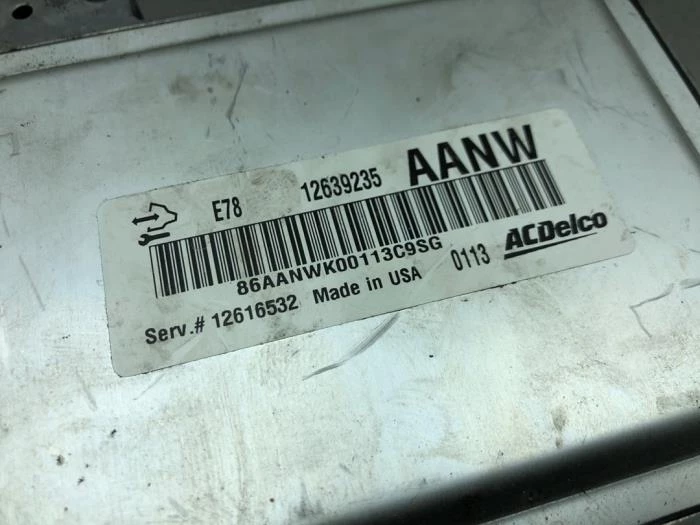 E78 12639235 AANW
86AANWK00113C9SG 0113 ACDelco
Serv.# 12616532 Made in USA